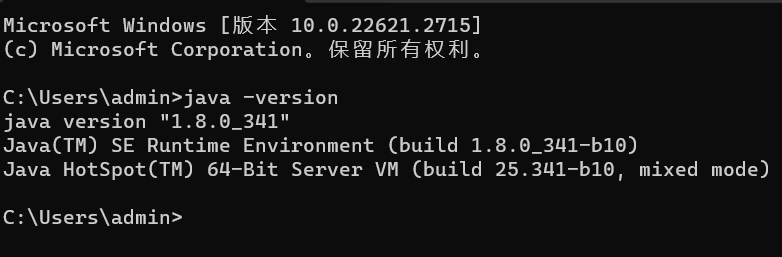 Microsoft Windows [版本 10.0.22621.2715]
(c) Microsoft Corporation。保留所有权利。
C:\Users\admin>java -version
java version "1.8.0_341"
Java(TM) SE Runtime Environment (build 1.8.0_341-b10)
Java HotSpot(TM) 64-Bit Server VM (build 25.341-b10, mixed mode)
C:\Users\admin>